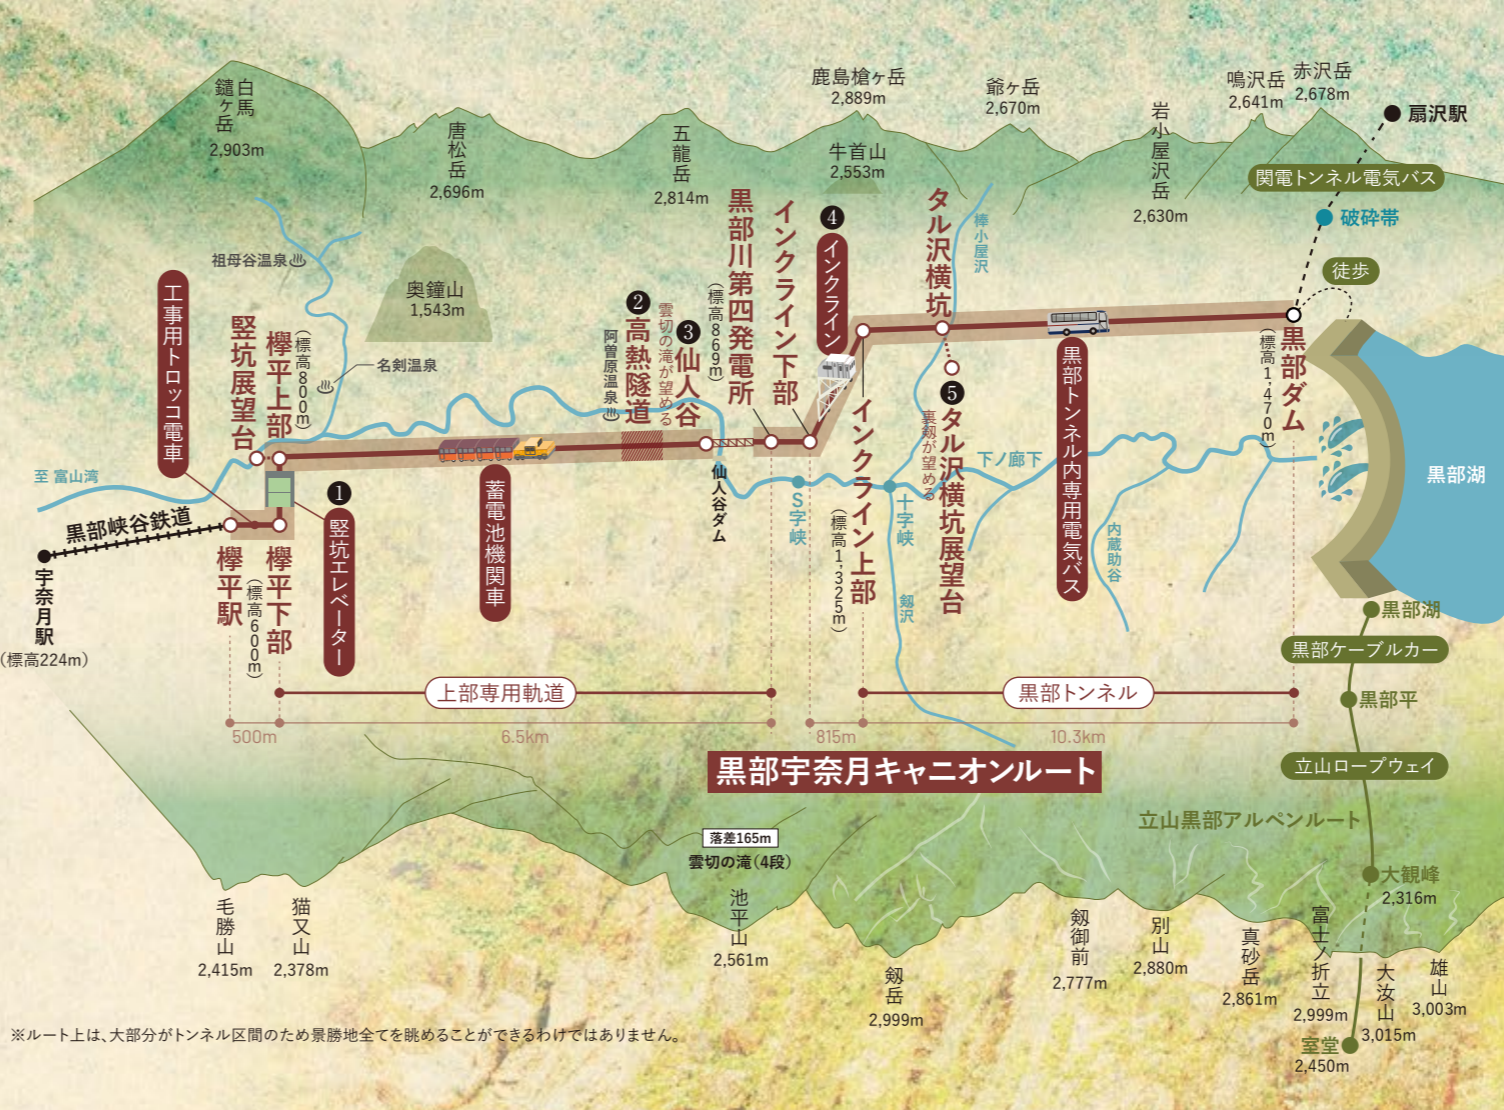 白馬
鑓ヶ岳
2,903m
唐松岳
2,696m
五龍岳
2,814m
鹿島槍ヶ岳
2,889m
牛首山
2,553m
爺ヶ岳
2,670m
岩小屋沢岳
2,630m
鳴沢岳
2,641m
赤沢岳
2,678m
扇沢駅
関電トンネル電気バス
破砕帯
徒歩
祖母谷温泉
奥鐘山
1,543m
名剣温泉
阿曽原温泉
工事用トロッコ電車
竪坑展望台
欅平上部
(標高800m)
❷
高熱隧道
雲切の滝が望める
❸
仙人谷
黒部川第四発電所
(標高869m)
インクライン下部
❹
インクライン
タル沢横坑
棒小屋沢
黒部ダム
(標高1,470m)
黒部湖
至 富山湾
黒部峡谷鉄道
宇奈月駅
(標高224m)
欅平駅
欅平下部
(標高600m)
❶
竪坑エレベーター
蓄電池機関車
仙人谷ダム
S字峡
インクライン上部
(標高1,325m)
十字峡
剱沢
❺
タル沢横坑展望台
裏剱が望める
下ノ廊下
黒部トンネル内専用電気バス
内蔵助谷
黒部湖
黒部ケーブルカー
黒部平
立山ロープウェイ
立山黒部アルペンルート
大観峰
2,316m
上部専用軌道
黒部トンネル
500m
6.5km
815m
10.3km
黒部宇奈月キャニオンルート
落差165m
雲切の滝(4段)
毛勝山
2,415m
猫又山
2,378m
池平山
2,561m
剱岳
2,999m
剱御前
2,777m
別山
2,880m
真砂岳
2,861m
富士ノ折立
2,999m
大汝山
3,015m
雄山
3,003m
室堂
2,450m
※ルート上は、大部分がトンネル区間のため景勝地全てを眺めることができるわけではありません。